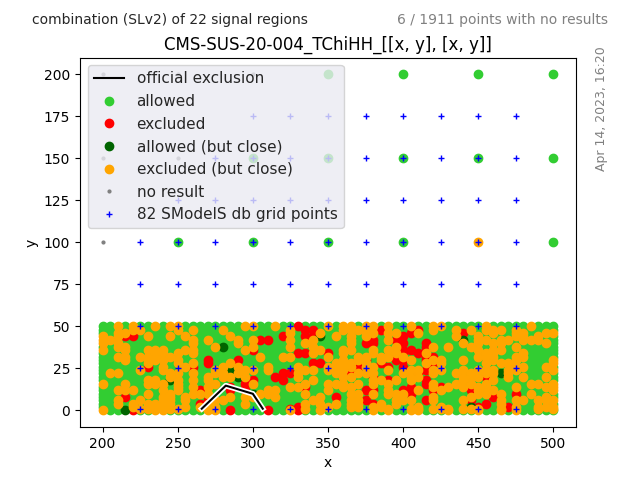 combination (SLv2) of 22 signal regions
6 / 1911 points with no results
CMS-SUS-20-004_TChiHH_[[x, y], [x, y]]
Apr 14, 2023, 16:20
official exclusion
allowed
excluded
allowed (but close)
excluded (but close)
no result
82 SModelS db grid points
y
200
175
150
125
100
75
50
25
0
200
250
300
350
400
450
500
x